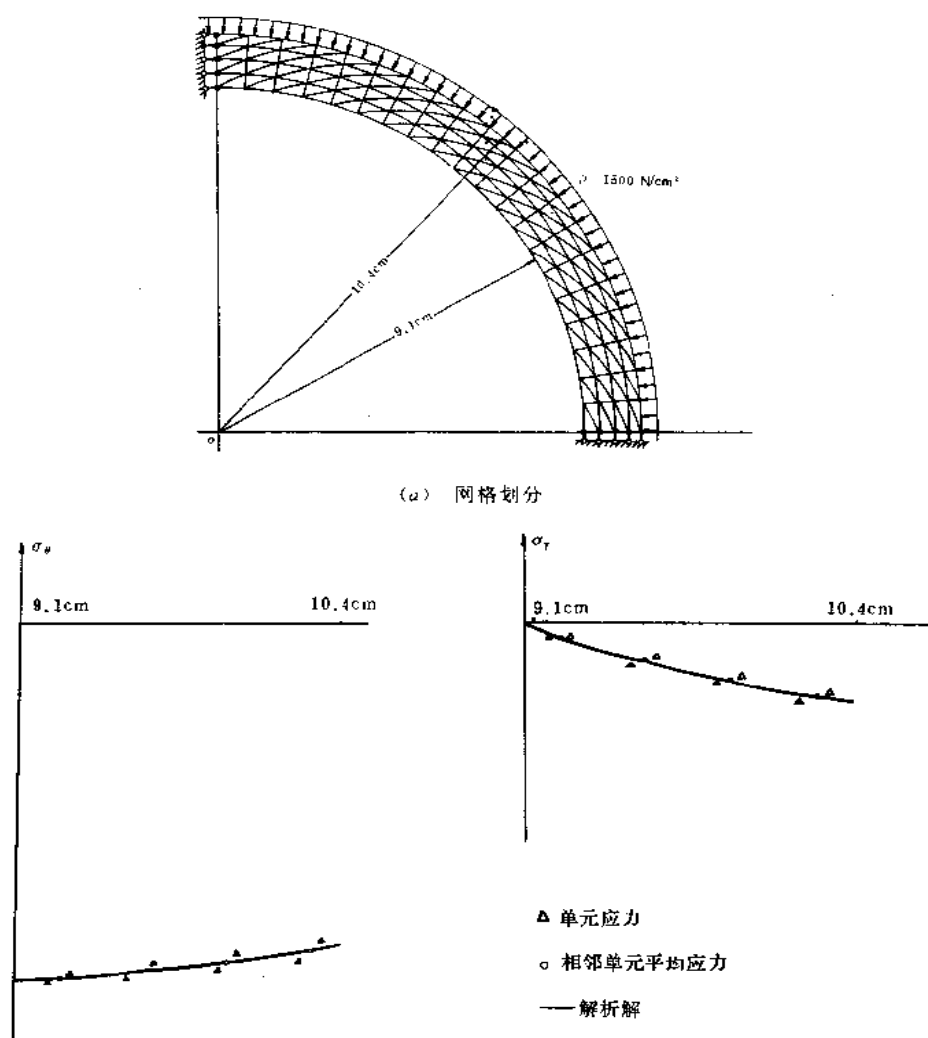 1500 N/cm²
10.4cm
9.1cm
o
(a) 网格划分
σθ
9.1cm 10.4cm
σr
9.1cm 10.4cm
△ 单元应力
○ 相邻单元平均应力
—— 解析解